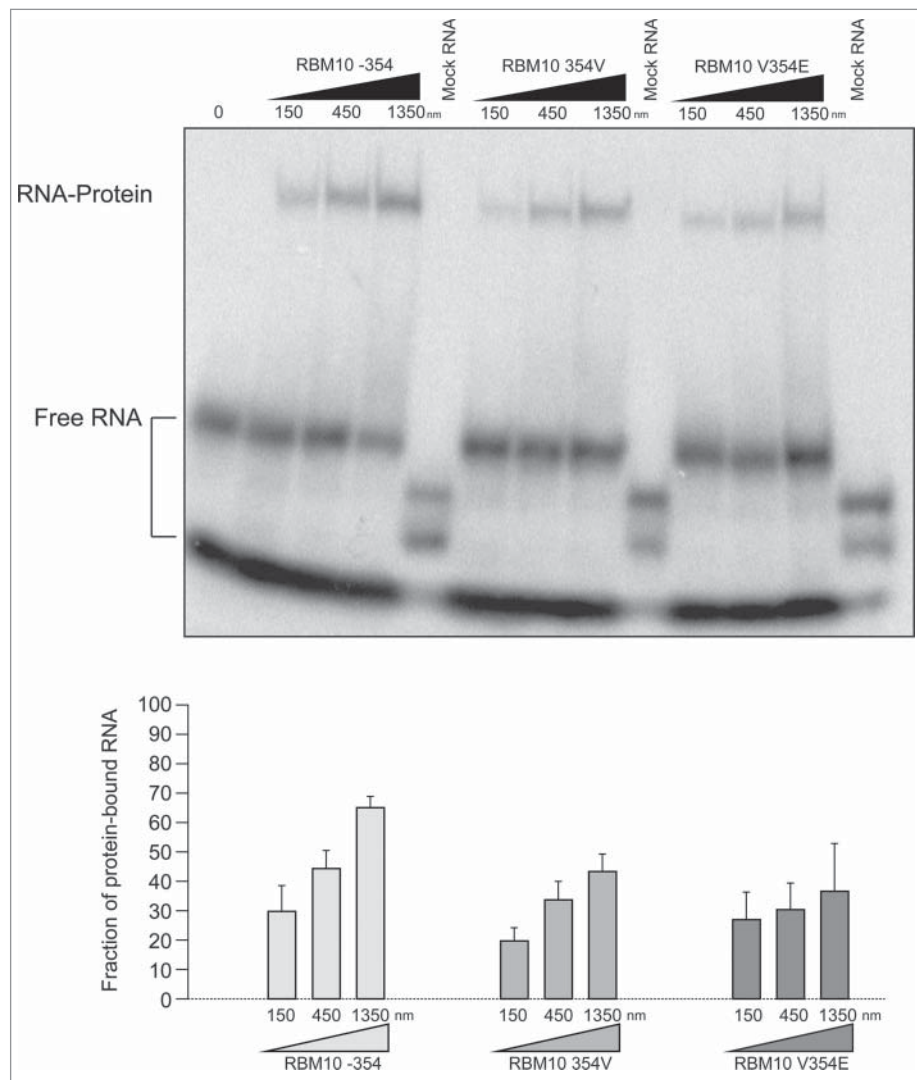 RBM10 -354
Mock RNA
RBM10 354V
Mock RNA
RBM10 V354E
Mock RNA
0
150 450 1350 nm
150 450 1350 nm
150 450 1350 nm
RNA-Protein
Free RNA
Fraction of protein-bound RNA
100
90
80
70
60
50
40
30
20
10
0
150 450 1350 nm
150 450 1350 nm
150 450 1350 nm
RBM10 -354
RBM10 354V
RBM10 V354E